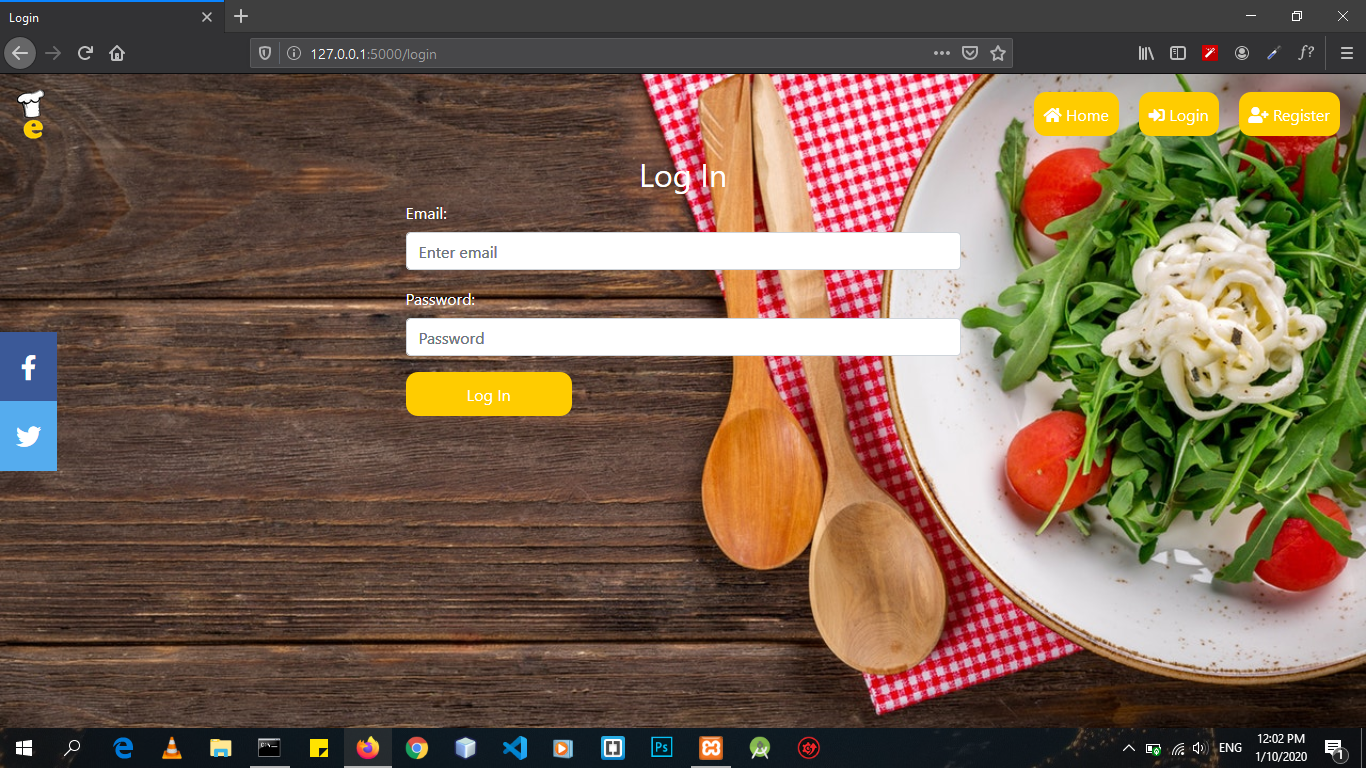 Login
127.0.0.1:5000/login
f?
e
Home
Login
Register
Log In
Email:
Enter email
Password:
Password
Log In
Ps
ENG
12:02 PM
1/10/2020
1